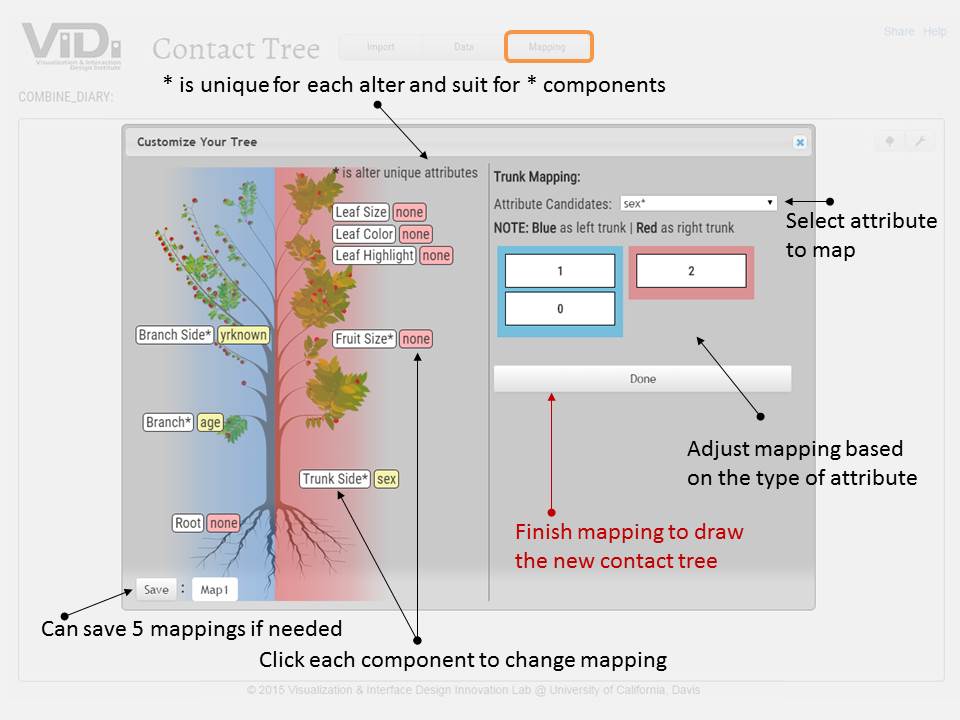 ViDi
Visualization & Interaction
Design Institute
Contact Tree
Import
Data
Mapping
Share Help
* is unique for each alter and suit for * components
COMBINE_DIARY:
Customize Your Tree
* is alter unique attributes
Leaf Size none
Leaf Color none
Leaf Highlight none
Branch Side* yrknown
Fruit Size* none
Branch* age
Trunk Side* sex
Root none
Save : Map1
Trunk Mapping:
Attribute Candidates: sex*
NOTE: Blue as left trunk | Red as right trunk
1
2
0
Done
Select attribute
to map
Adjust mapping based
on the type of attribute
Finish mapping to draw
the new contact tree
Can save 5 mappings if needed
Click each component to change mapping
© 2015 Visualization & Interface Design Innovation Lab @ University of California, Davis